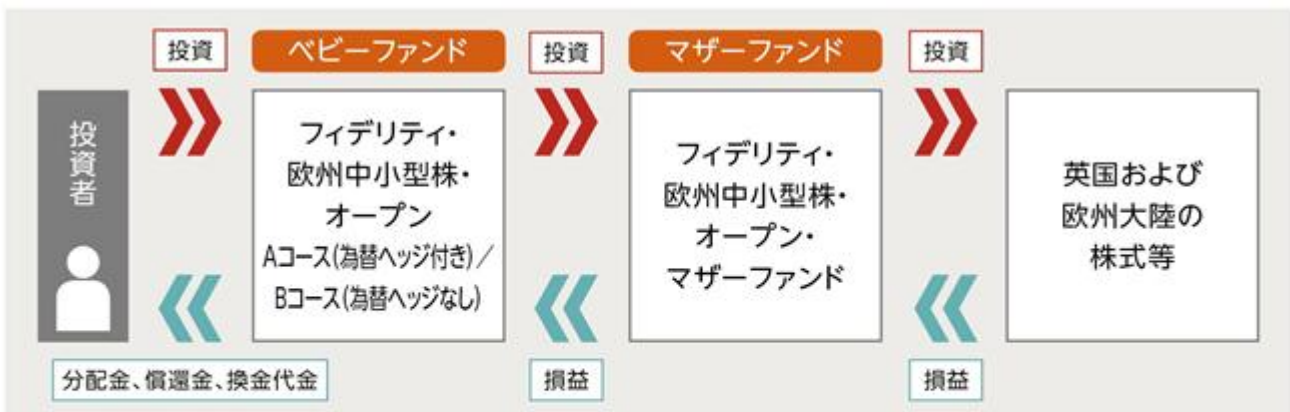 投資
ベビーファンド
投資
マザーファンド
投資
投資者
フィデリティ・
欧州中小型株・
オープン
Aコース(為替ヘッジ付き)／
Bコース(為替ヘッジなし)
フィデリティ・
欧州中小型株・
オープン・
マザーファンド
英国および
欧州大陸の
株式等
分配金、償還金、換金代金
損益
損益